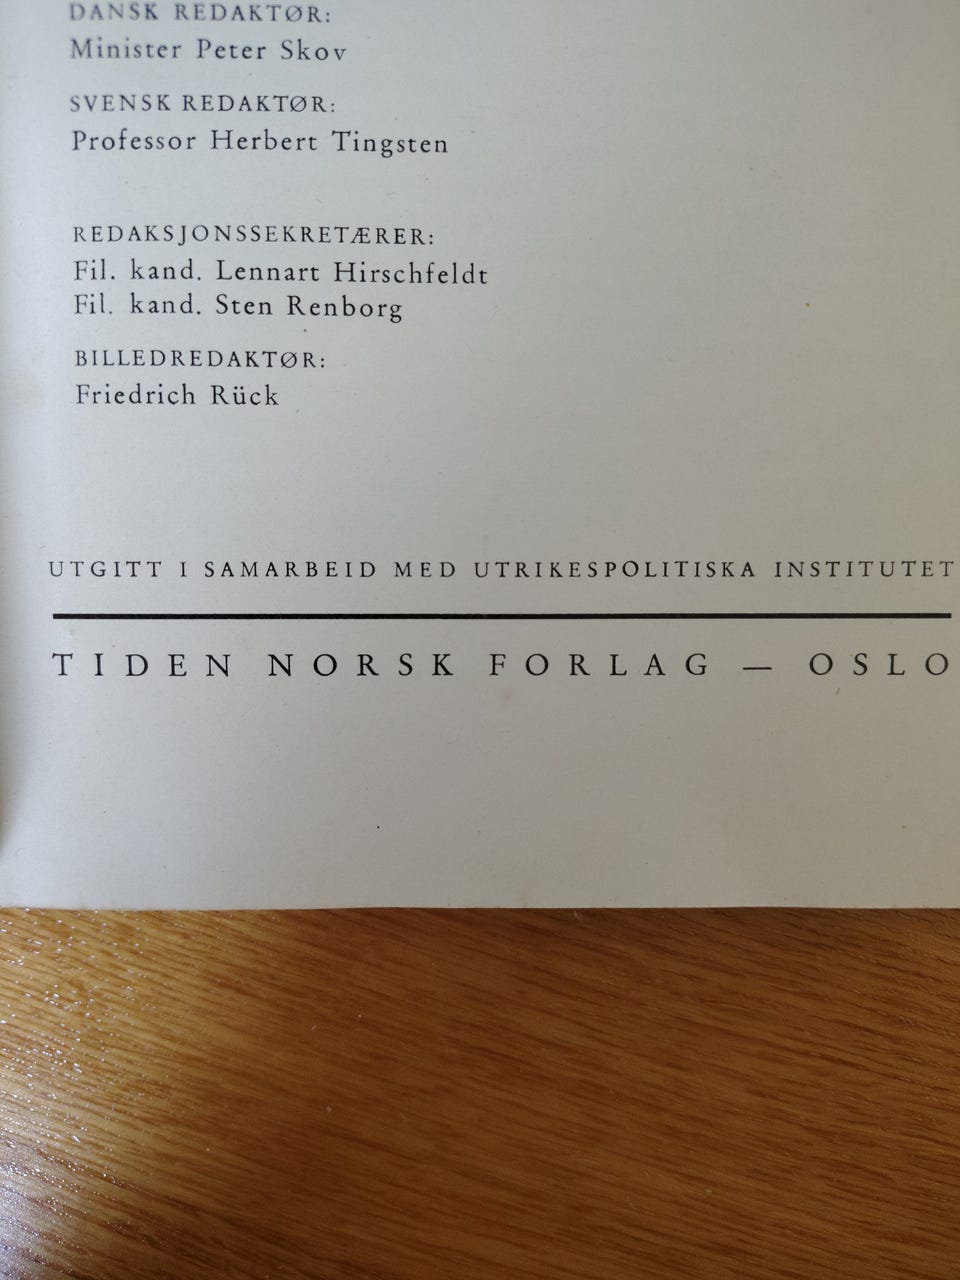 DANSK REDAKTØR:
Minister Peter Skov
SVENSK REDAKTØR:
Professor Herbert Tingsten
REDAKSJONSSEKRETÆRER:
Fil. kand. Lennart Hirschfeldt
Fil. kand. Sten Renborg
BILLEDREDAKTØR:
Friedrich Rück
UTGITT I SAMARBEID MED UTRIKESPOLITISKA INSTITUTET
TIDEN NORSK FORLAG — OSLO